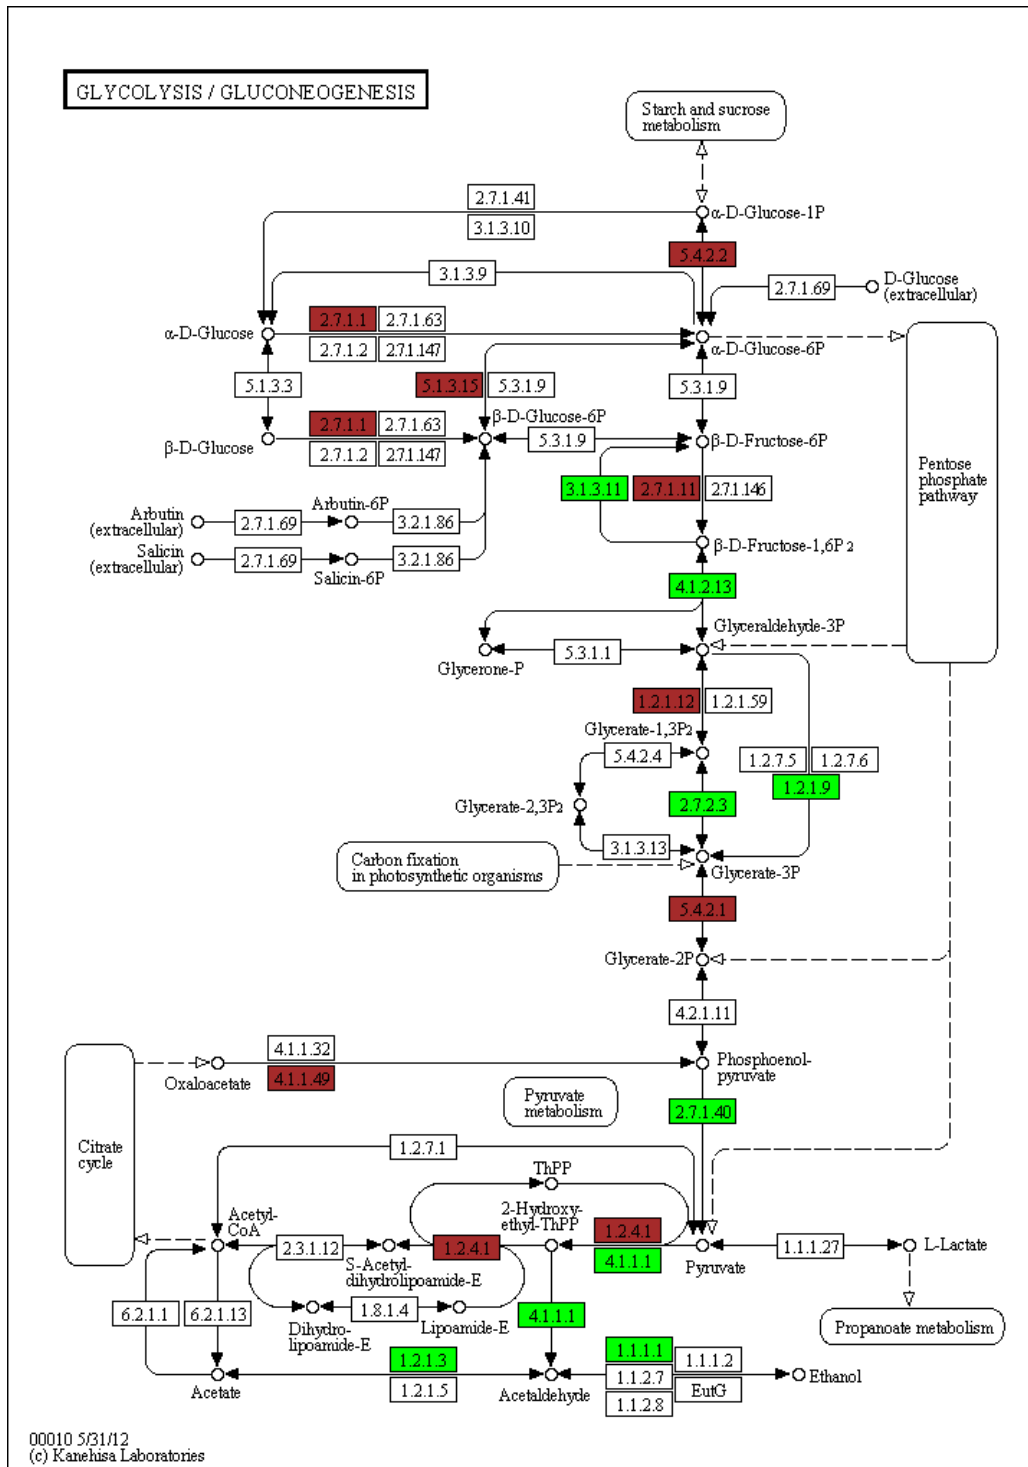 GLYCOLYSIS / GLUCONEOGENESIS
Starch and sucrose
metabolism
2.7.1.41
3.1.3.10
α-D-Glucose-1P
5.4.2.2
3.1.3.9
2.7.1.69
D-Glucose
(extracellular)
2.7.1.1
2.7.1.63
α-D-Glucose
2.7.1.2
2.7.1.147
α-D-Glucose-6P
5.1.3.3
5.1.3.15
5.3.1.9
5.3.1.9
2.7.1.1
2.7.1.63
β-D-Glucose-6P
β-D-Glucose
2.7.1.2
2.7.1.147
5.3.1.9
β-D-Fructose-6P
Pentose
phosphate
pathway
3.1.3.11
2.7.1.11
2.7.1.146
Arbutin
(extracellular)
2.7.1.69
Arbutin-6P
3.2.1.86
Salicin
(extracellular)
2.7.1.69
Salicin-6P
3.2.1.86
β-D-Fructose-1,6P2
4.1.2.13
Glyceraldehyde-3P
Glycerone-P
5.3.1.1
1.2.1.12
1.2.1.59
Glycerate-1,3P2
5.4.2.4
1.2.7.5
1.2.7.6
1.2.1.9
Glycerate-2,3P2
2.7.2.3
3.1.3.13
Carbon fixation
in photosynthetic organisms
Glycerate-3P
5.4.2.1
Glycerate-2P
4.2.1.11
4.1.1.32
Oxaloacetate
4.1.1.49
Phosphoenol-
pyruvate
Pyruvate
metabolism
2.7.1.40
Citrate
cycle
1.2.7.1
ThPP
Acetyl-
CoA
2-Hydroxy-
ethyl-ThPP
1.2.4.1
2.3.1.12
1.2.4.1
4.1.1.1
Pyruvate
1.1.1.27
L-Lactate
S-Acetyl-
dihydrolipoamide-E
6.2.1.1
6.2.1.13
1.8.1.4
4.1.1.1
Dihydro-
lipoamide-E
Lipoamide-E
Propanoate metabolism
1.2.1.3
1.1.1.1
1.1.1.2
Acetate
1.2.1.5
Acetaldehyde
1.1.2.7
EutG
Ethanol
1.1.2.8
00010 5/31/12
(c) Kanehisa Laboratories